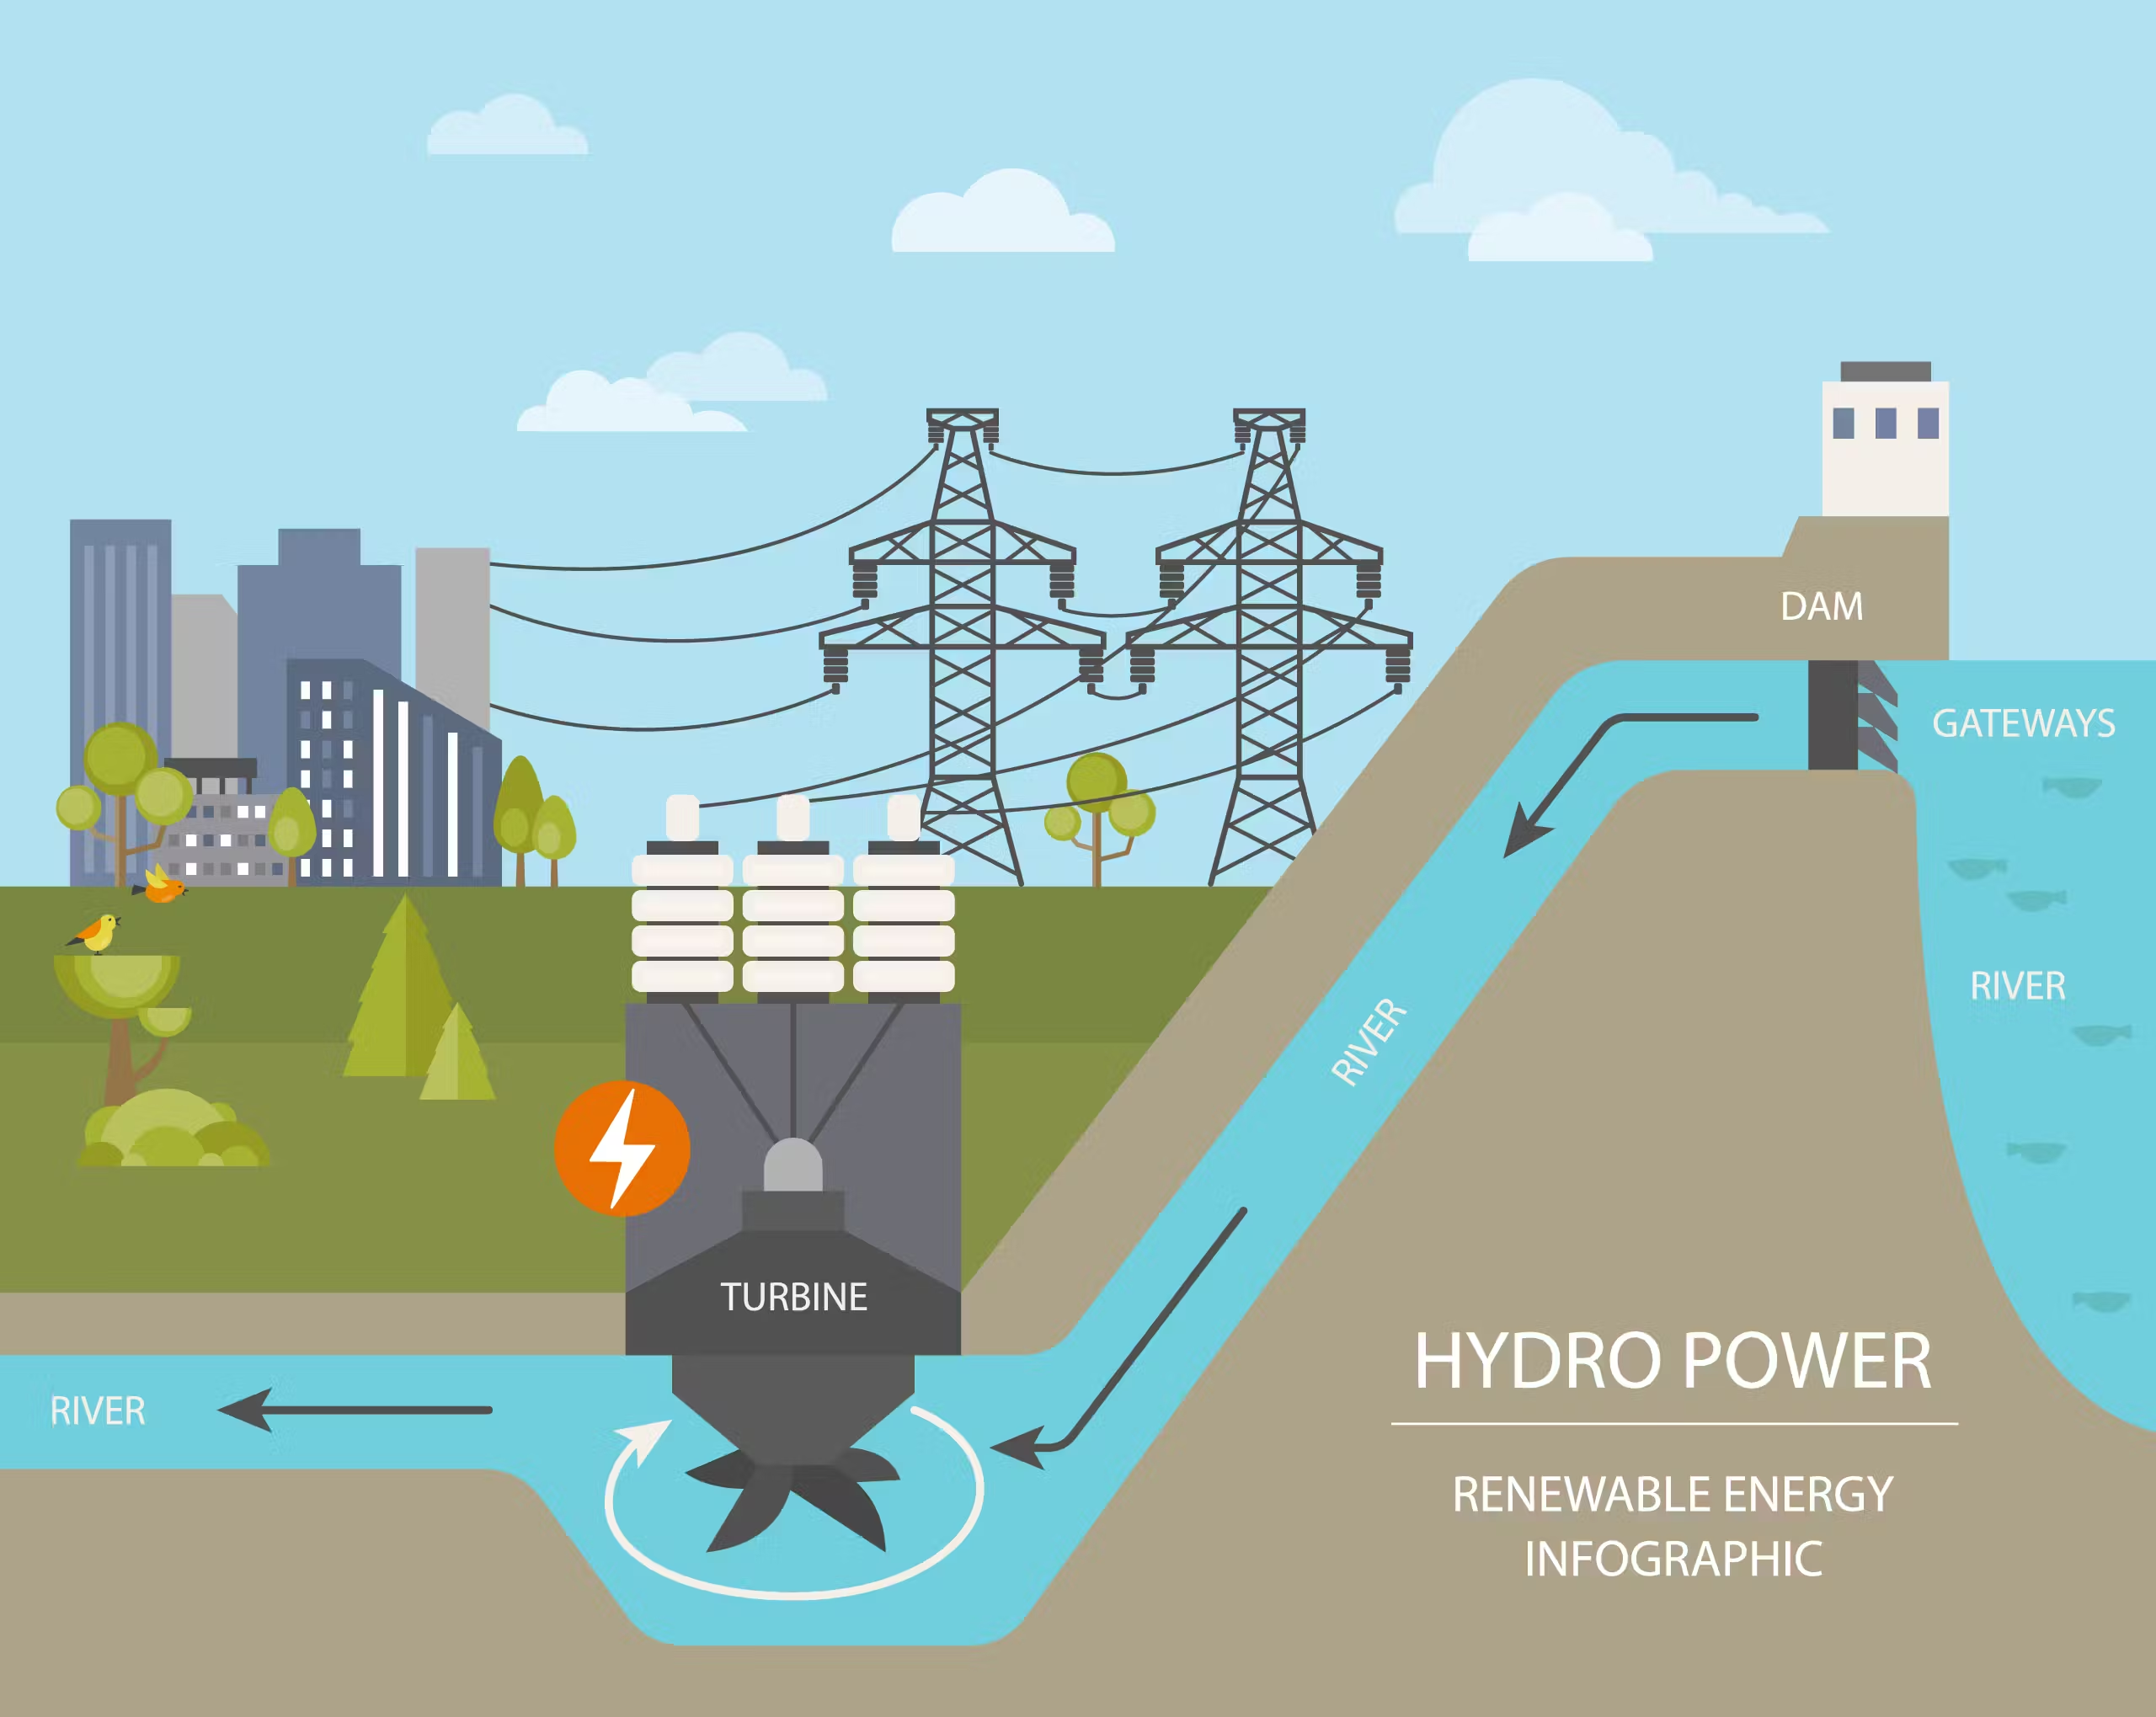 DAM
GATEWAYS
RIVER
RIVER
TURBINE
RIVER
HYDRO POWER
RENEWABLE ENERGY
INFOGRAPHIC